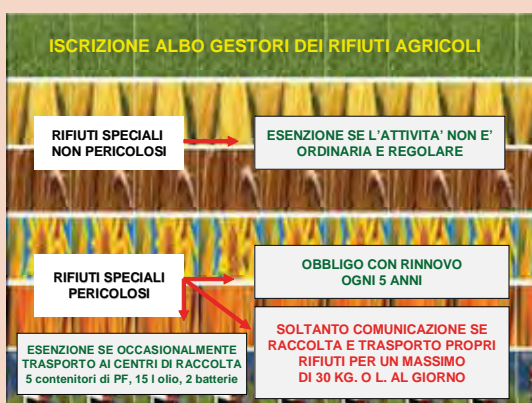 ISCRIZIONE ALBO GESTORI DEI RIFIUTI AGRICOLI
RIFIUTI SPECIALI
NON PERICOLOSI
ESENZIONE SE L'ATTIVITA' NON E'
ORDINARIA E REGOLARE
RIFIUTI SPECIALI
PERICOLOSI
OBBLIGO CON RINNOVO
OGNI 5 ANNI
ESENZIONE SE OCCASIONALMENTE
TRASPORTO AI CENTRI DI RACCOLTA
5 contenitori di PF, 15 l olio, 2 batterie
SOLTANTO COMUNICAZIONE SE
RACCOLTA E TRASPORTO PROPRI
RIFIUTI PER UN MASSIMO
DI 30 KG. O L. AL GIORNO